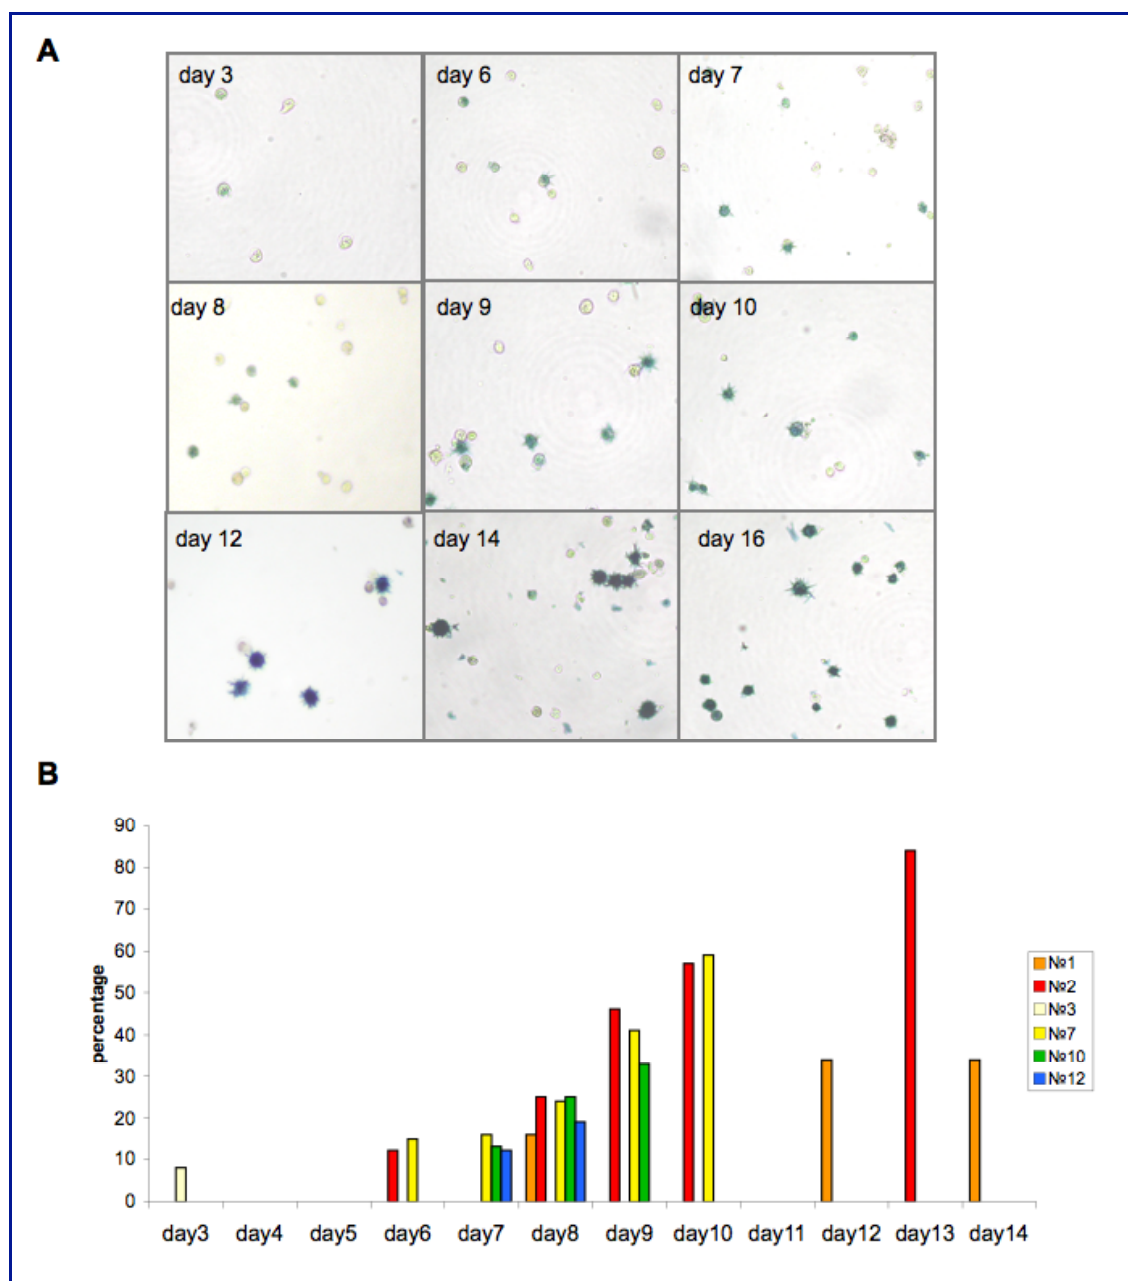 A
day 3
day 6
day 7
day 8
day 9
day 10
day 12
day 14
day 16
B
percentage
90
80
70
60
50
40
30
20
10
0
day3 day4 day5 day6 day7 day8 day9 day10 day11 day12 day13 day14
№1
№2
№3
№7
№10
№12